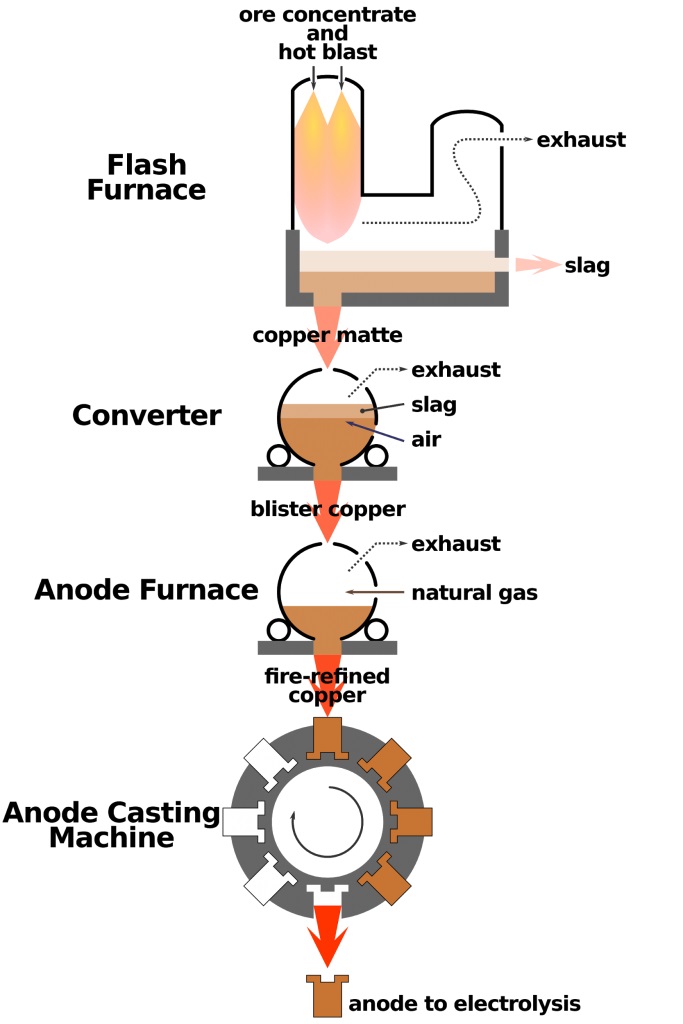 ore concentrate
and
hot blast
exhaust
Flash
Furnace
slag
copper matte
exhaust
slag
Converter
air
blister copper
exhaust
Anode Furnace
natural gas
fire-refined
copper
Anode Casting
Machine
anode to electrolysis